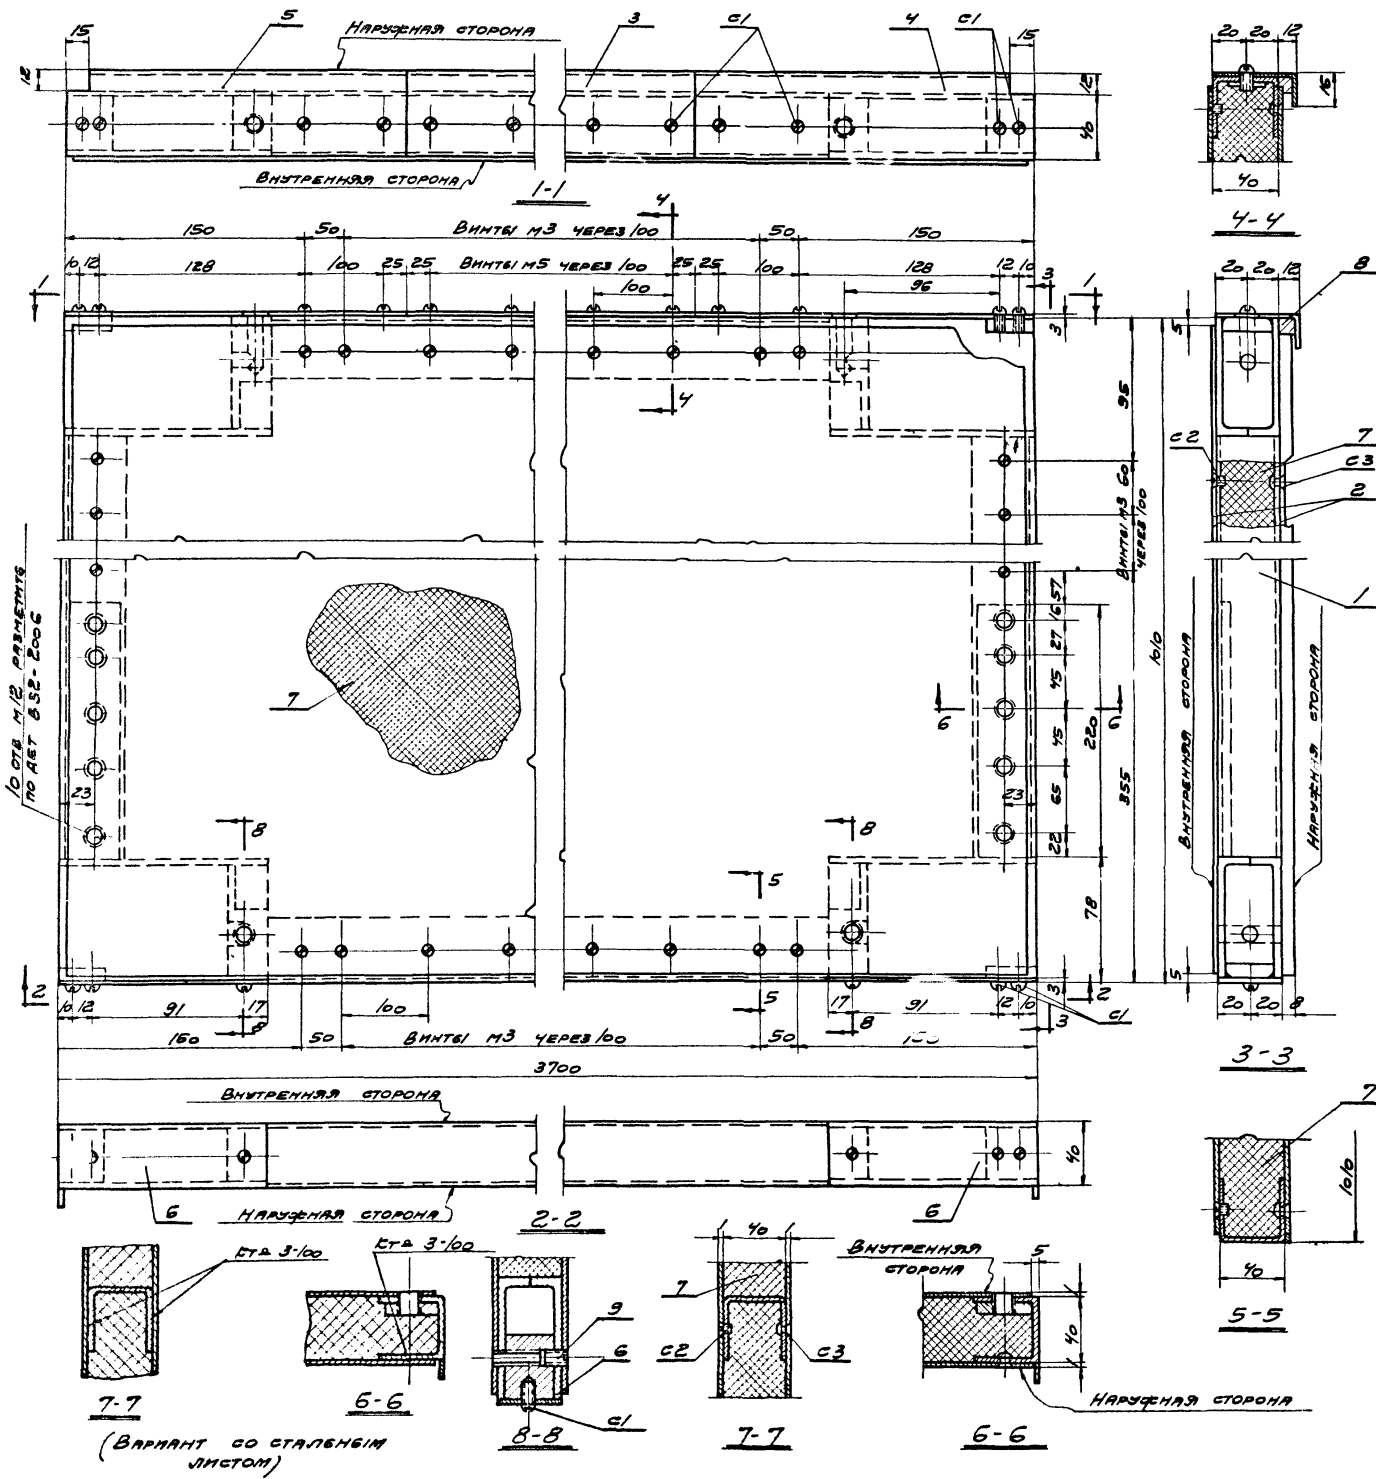 5 НАРУЖНАЯ СТОРОНА 3 с1 4 с1
15 15 20 20 12
12 12 40 16
ВНУТРЕННЯЯ СТОРОНА
1-1
40
4-4
4
150 50 ВИНТЫ М3 ЧЕРЕЗ 100 50 150
10 12 128 100 25 25 ВИНТЫ М5 ЧЕРЕЗ 100 25 25 100 128 12 10
100 96
1 3 1
20 20 12 8
3 5
4
95
с2 7
с3
2
ВИНТЫ М3 60
ЧЕРЕЗ 100
10 ОТВ М12 РАЗМЕТИТЬ
ПО ДЕТ В52-2006
57
16
27
45
45
65
22
220
355
1010
78
1
ВНУТРЕННЯЯ СТОРОНА
НАРУЖНАЯ СТОРОНА
7
6 6
23 23
8 8
5
2 2
10 12 91 17 100 5 17 91 12 10 3
8 8 3 с1
5
20 20 8
3-3
150 50 ВИНТЫ М3 ЧЕРЕЗ 100 50
3700
ВНУТРЕННЯЯ СТОРОНА
40
6 НАРУЖНАЯ СТОРОНА 6
2-2
7
1010
40
5-5
3-100 3-100
7-7
6-6
(ВАРИАНТ СО СТАЛЬНЫМ
ЛИСТОМ)
9
6
с1
8-8
1 40 1
7
с2 с3
7-7
ВНУТРЕННЯЯ
СТОРОНА
5
1
40
1
НАРУЖНАЯ СТОРОНА
6-6